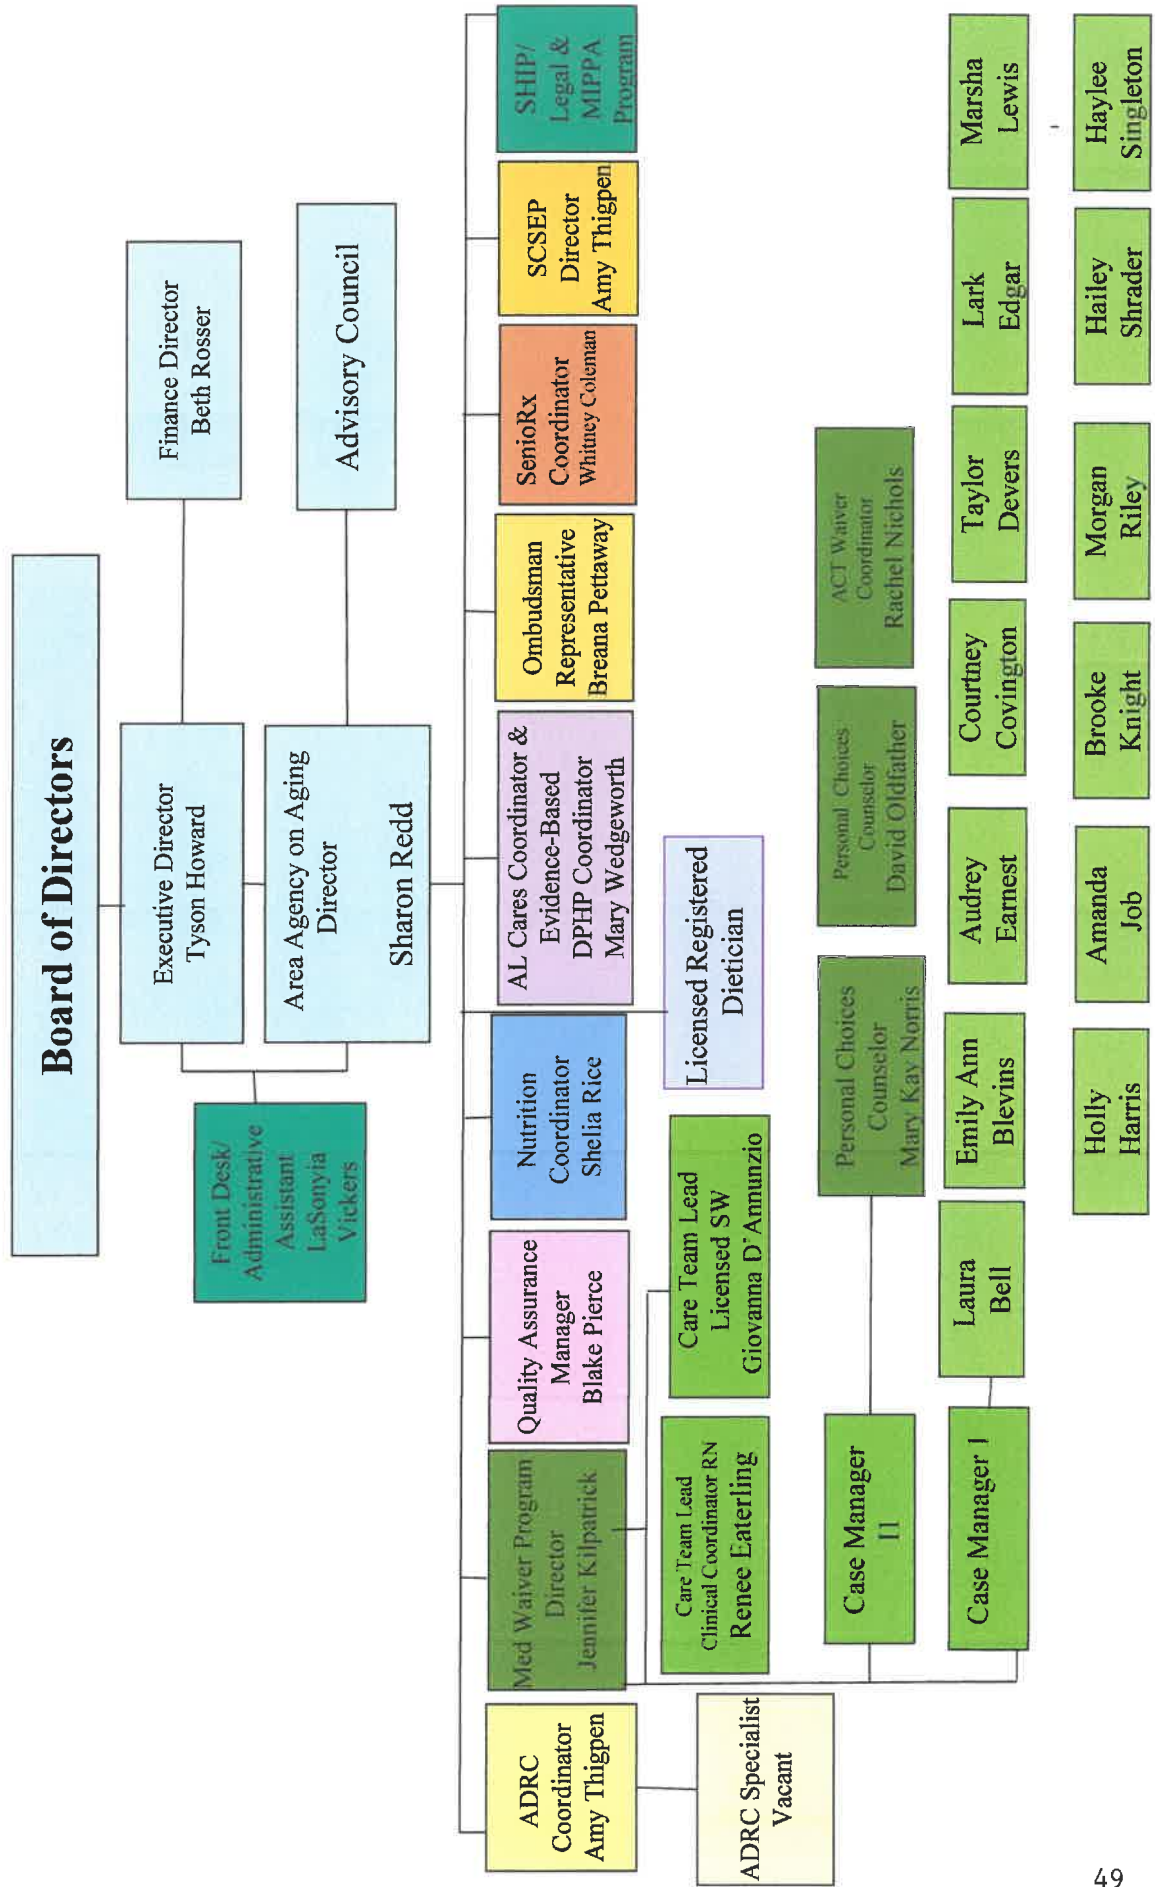 Board of Directors
Executive Director
Tyson Howard
Finance Director
Beth Rosser
Front Desk/
Administrative
Assistant
LaSonyia
Vickers
Area Agency on Aging
Director
Sharon Redd
Advisory Council
ADRC
Coordinator
Amy Thigpen
Med Waiver Program
Director
Jennifer Kilpatrick
Quality Assurance
Manager
Blake Pierce
Nutrition
Coordinator
Shelia Rice
AL Cares Coordinator &
Evidence-Based
DPHP Coordinator
Mary Wedgeworth
Ombudsman
Representative
Breana Pettaway
SenioRx
Coordinator
Whitney Coleman
SCSEP
Director
Amy Thigpen
SHIP/
Legal &
MIPPA
Program
ADRC Specialist
Vacant
Care Team Lead
Clinical Coordinator RN
Renee Eaterling
Care Team Lead
Licensed SW
Giovanna D'Annunzio
Licensed Registered
Dietician
Case Manager
II
Personal Choices
Counselor
Mary Kay Norris
Personal Choices
Counselor
David Oldfather
ACT Waiver
Coordinator
Rachel Nichols
Case Manager I
Laura
Bell
Emily Ann
Blevins
Audrey
Earnest
Courtney
Covington
Taylor
Devers
Lark
Edgar
Marsha
Lewis
Holly
Harris
Amanda
Job
Brooke
Knight
Morgan
Riley
Hailey
Shrader
Haylee
Singleton
49